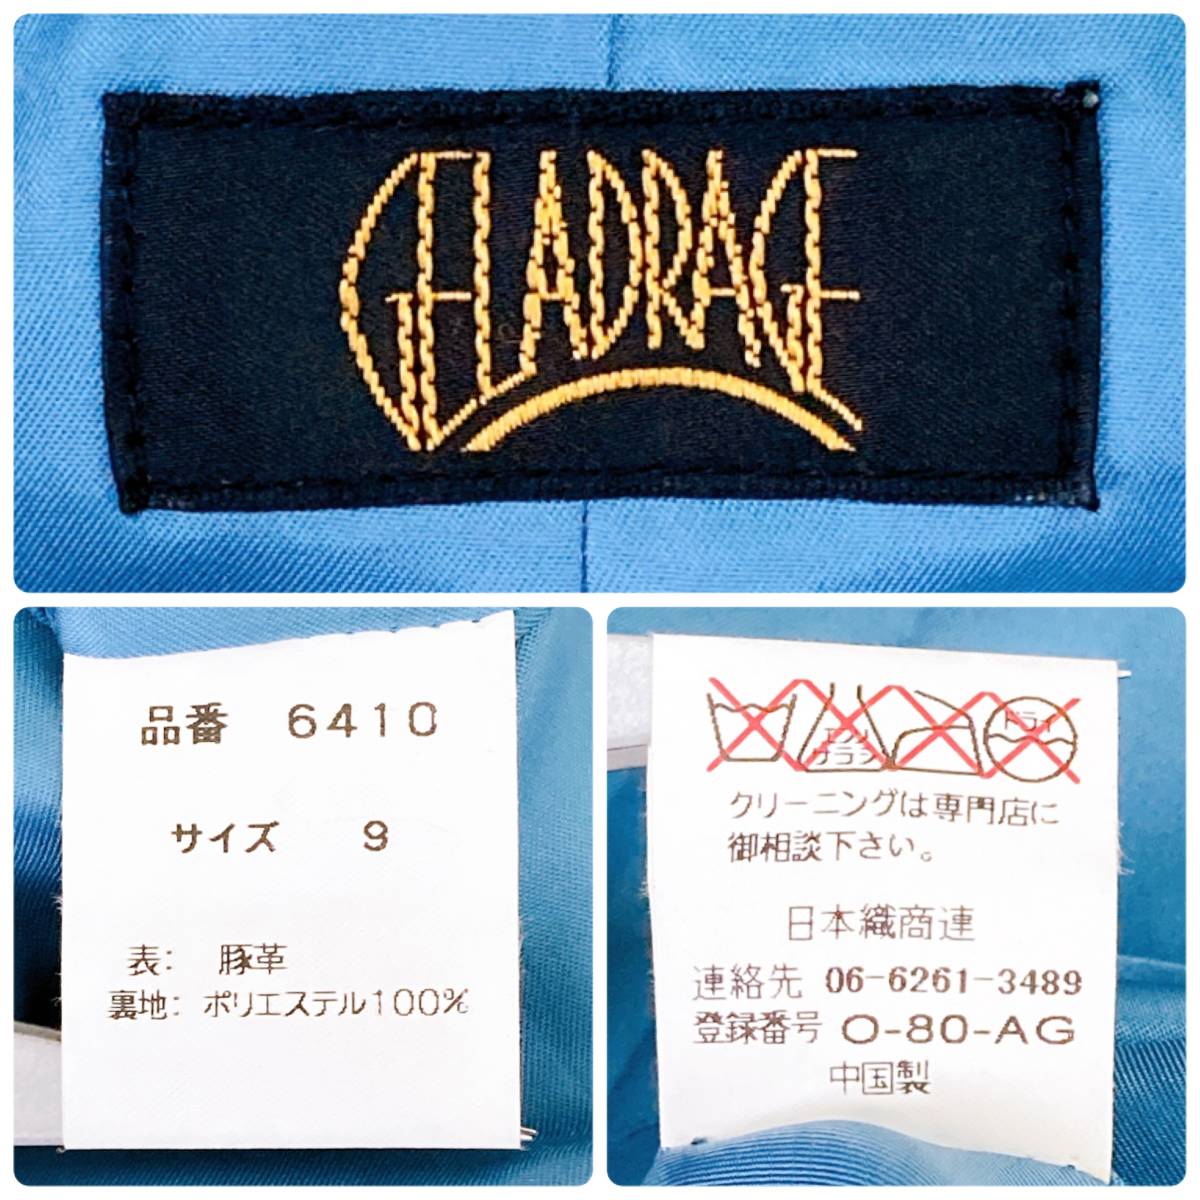 GELADRAGE
品番 6410
サイズ 9
表: 豚革
裏地: ポリエステル100%
エンソ
サラシ
ドライ
クリーニングは専門店に
御相談下さい。
日本織商連
連絡先 06-6261-3489
登録番号 O-80-AG
中国製